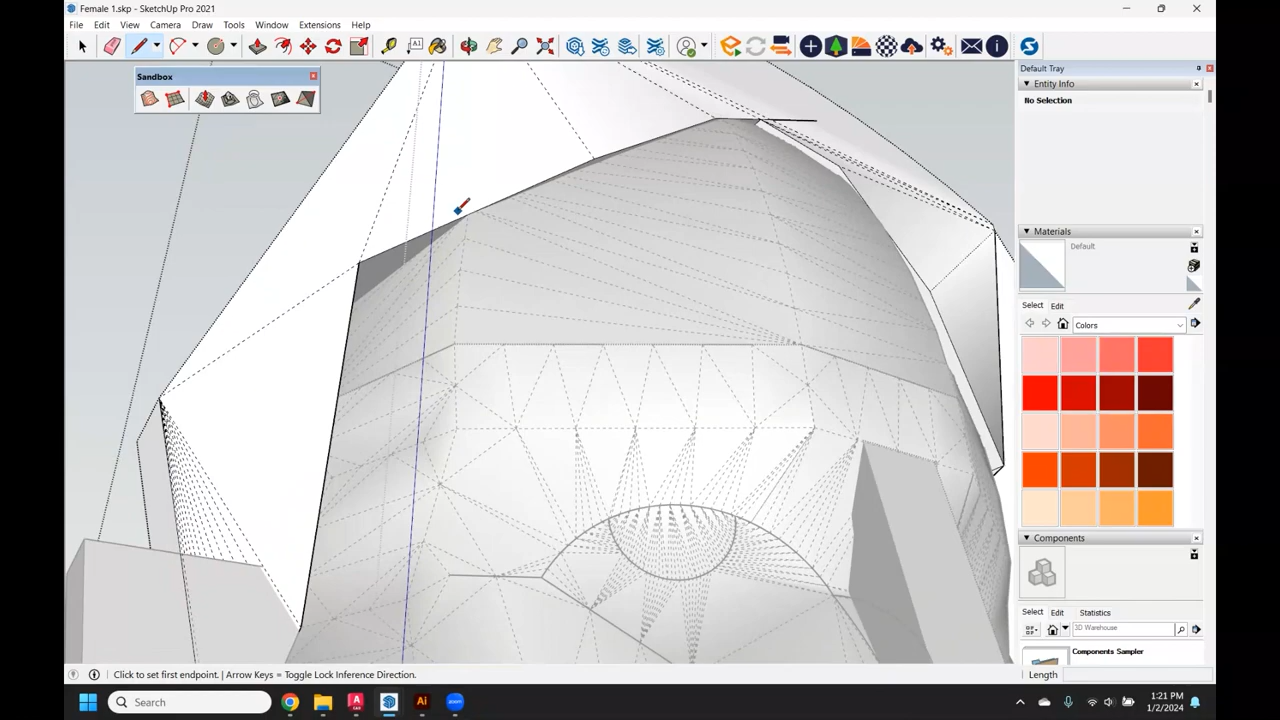 Female 1.skp - SketchUp Pro 2021
File Edit View Camera Draw Tools Window Extensions Help
Sandbox
Default Tray
Entity Info
No Selection
Materials
Default
Select Edit
Colors
Components
Select Edit Statistics
3D Warehouse
Components Sampler
Click to set first endpoint. | Arrow Keys = Toggle Lock Inference Direction.
Length
Search
1:21 PM
1/2/2024